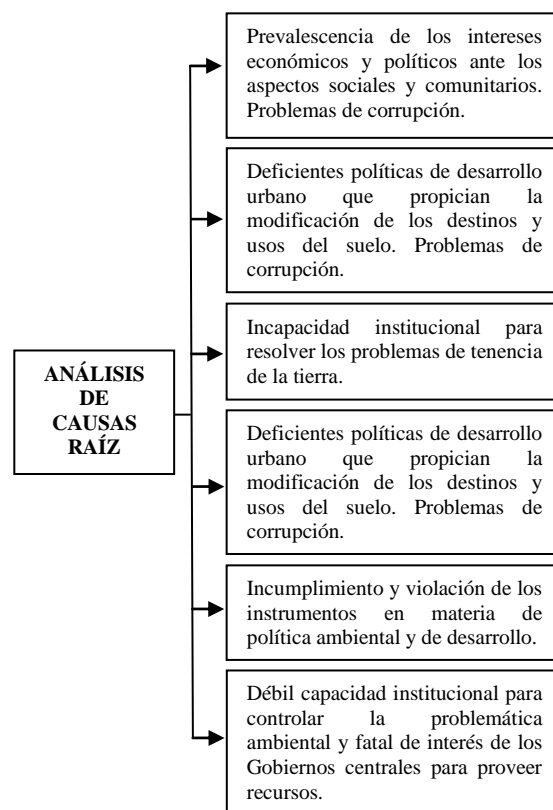 Prevalescencia de los intereses
económicos y políticos ante los
aspectos sociales y comunitarios.
Problemas de corrupción.
Deficientes políticas de desarrollo
urbano que propician la
modificación de los destinos y
usos del suelo. Problemas de
corrupción.
Incapacidad institucional para
resolver los problemas de tenencia
de la tierra.
ANÁLISIS
DE
CAUSAS
RAÍZ
Deficientes políticas de desarrollo
urbano que propician la
modificación de los destinos y
usos del suelo. Problemas de
corrupción.
Incumplimiento y violación de los
instrumentos en materia de
política ambiental y de desarrollo.
Débil capacidad institucional para
controlar la problemática
ambiental y fatal de interés de los
Gobiernos centrales para proveer
recursos.